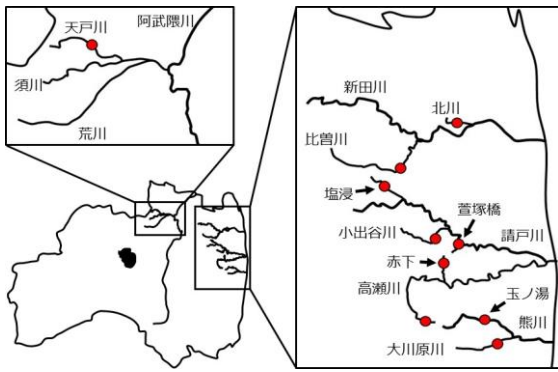 天戸川
阿武隈川
須川
荒川
新田川
北川
比曽川
塩浸
萱塚橋
小出谷川
請戸川
赤下
高瀬川
玉ノ湯
熊川
大川原川